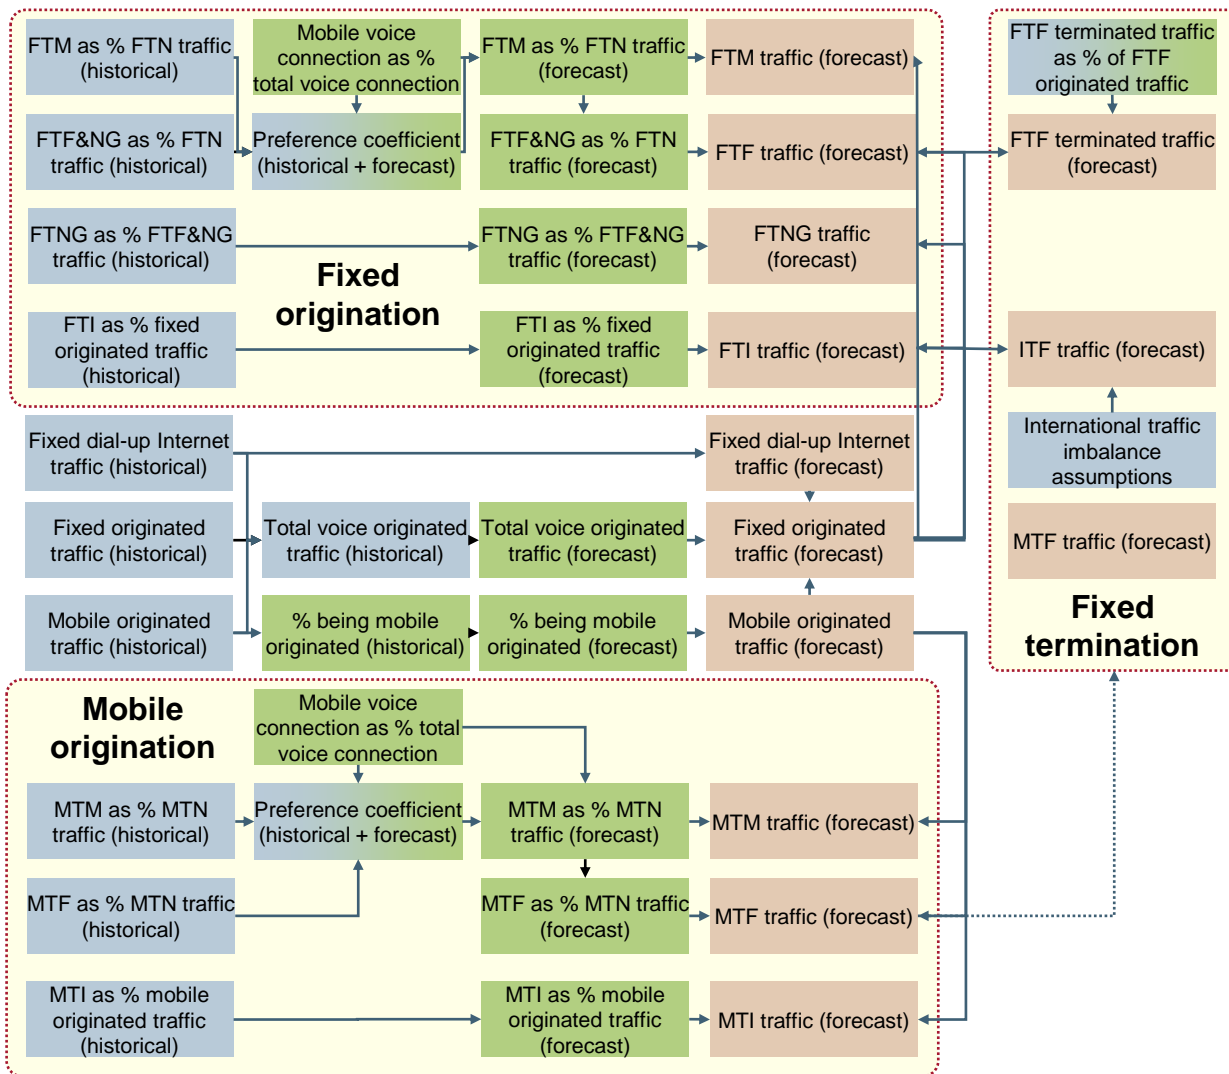 FTM as % FTN traffic
(historical)
Mobile voice
connection as %
total voice connection
FTM as % FTN traffic
(forecast)
FTM traffic (forecast)
FTF terminated traffic
as % of FTF
originated traffic
FTF&NG as % FTN
traffic (historical)
Preference coefficient
(historical + forecast)
FTF&NG as % FTN
traffic (forecast)
FTF traffic (forecast)
FTF terminated traffic
(forecast)
FTNG as % FTF&NG
traffic (historical)
FTNG as % FTF&NG
traffic (forecast)
FTNG traffic
(forecast)
Fixed
origination
FTI as % fixed
originated traffic
(historical)
FTI as % fixed
originated traffic
(forecast)
FTI traffic (forecast)
ITF traffic (forecast)
Fixed dial-up Internet
traffic (historical)
Fixed dial-up Internet
traffic (forecast)
International traffic
imbalance
assumptions
Fixed originated
traffic (historical)
Total voice originated
traffic (historical)
Total voice originated
traffic (forecast)
Fixed originated
traffic (forecast)
MTF traffic (forecast)
Mobile originated
traffic (historical)
% being mobile
originated (historical)
% being mobile
originated (forecast)
Mobile originated
traffic (forecast)
Fixed
termination
Mobile
origination
Mobile voice
connection as % total
voice connection
MTM as % MTN
traffic (historical)
Preference coefficient
(historical + forecast)
MTM as % MTN
traffic (forecast)
MTM traffic (forecast)
MTF as % MTN traffic
(historical)
MTF as % MTN traffic
(forecast)
MTF traffic (forecast)
MTI as % mobile
originated traffic
(historical)
MTI as % mobile
originated traffic
(forecast)
MTI traffic (forecast)